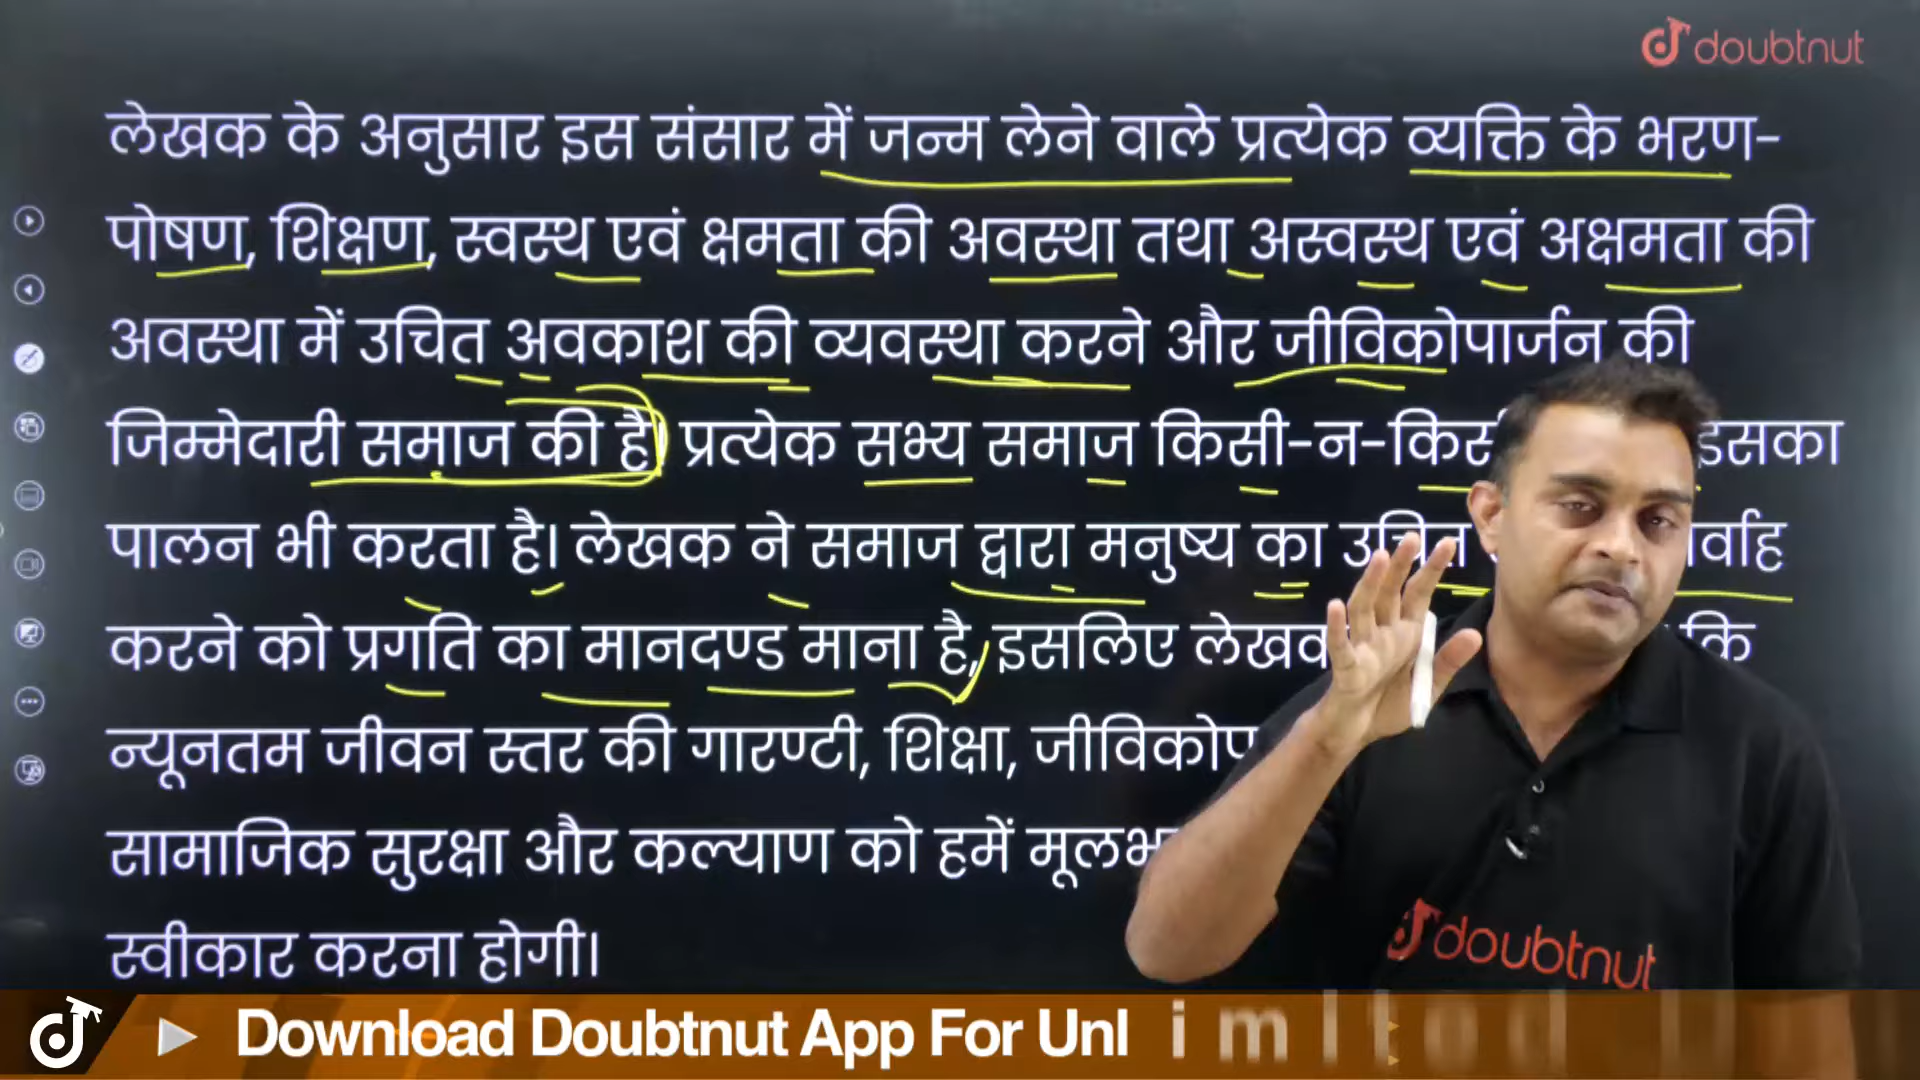 doubtnut
लेखक के अनुसार इस संसार में जन्म लेने वाले प्रत्येक व्यक्ति के भरण-
पोषण, शिक्षण, स्वस्थ एवं क्षमता की अवस्था तथा अस्वस्थ एवं अक्षमता की
अवस्था में उचित अवकाश की व्यवस्था करने और जीविकोपार्जन की
जिम्मेदारी समाज की है। प्रत्येक सभ्य समाज किसी-न-किसी इसका
पालन भी करता है। लेखक ने समाज द्वारा मनुष्य का उचित
करने को प्रगति का मानदण्ड माना है, इसलिए कि
न्यूनतम जीवन स्तर की गारण्टी, शिक्षा,
सामाजिक सुरक्षा और कल्याण को हमें
स्वीकार करना होगी।
doubtnut
Download Doubtnut App For Unl